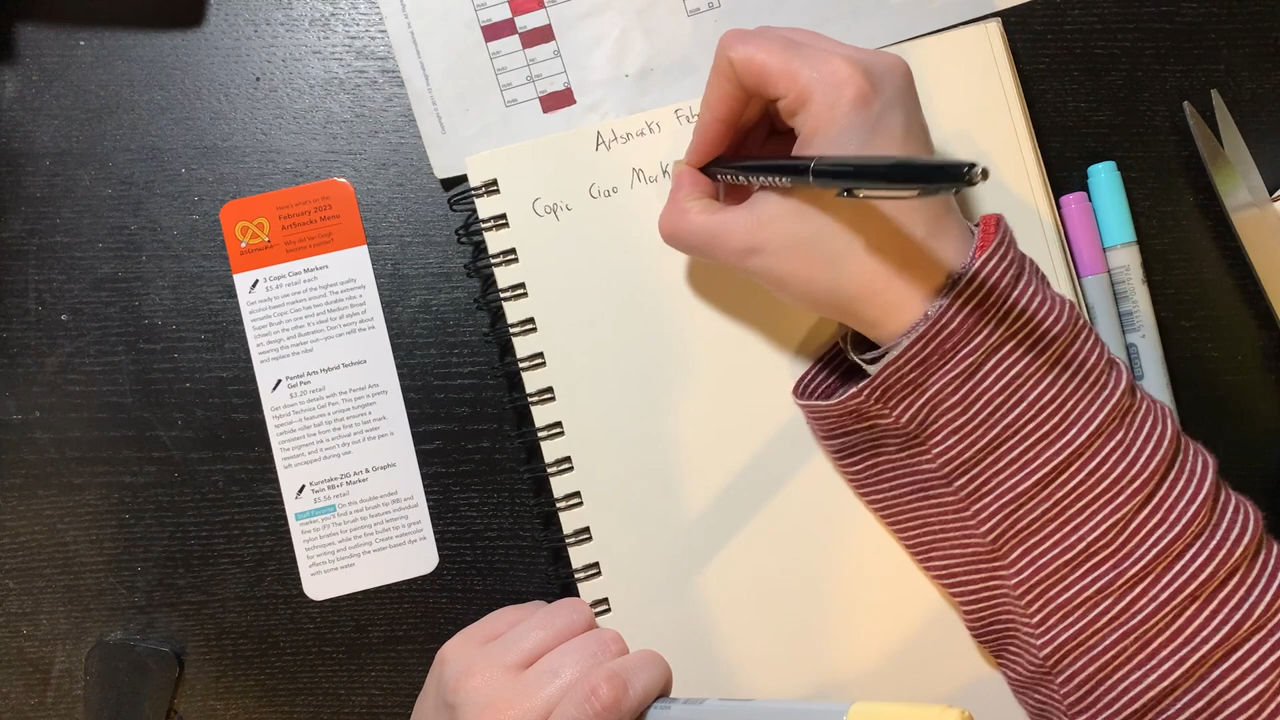 Here's what's on the
February 2023
ArtSnacks Menu
Why did Van Gogh
become a painter?
artsnacks
3 Copic Ciao Markers
$5.49 retail each
Get ready to use one of the highest quality
alcohol-based markers around. The extremely
versatile Copic Ciao has two durable nibs: a
Super Brush on one end and Medium Broad
(chisel) on the other. It's ideal for all styles of
art, design, and illustration. Don't worry about
wearing this marker out—you can refill the ink
and replace the nibs!
Pentel Arts Hybrid Technica
Gel Pen
$3.20 retail
Get down to details with the Pentel Arts
Hybrid Technica Gel Pen. This pen is pretty
special—it features a unique tungsten
carbide roller ball tip that ensures a
consistent line from the first to last mark.
The pigment ink is archival and water
resistant, and it won't dry out if the pen is
left uncapped during use.
Kuretake-ZIG Art & Graphic
Twin RB+F Marker
$5.56 retail
Staff Favorite On this double-ended
marker, you'll find a real brush tip (RB) and
fine tip (F)! The brush tip features individual
nylon bristles for painting and lettering
techniques, while the fine bullet tip is great
for writing and outlining. Create watercolor
effects by blending the water-based dye ink
with some water.
Artsnacks Feb
Copic Ciao Mark
FIELD NOTES
BG15